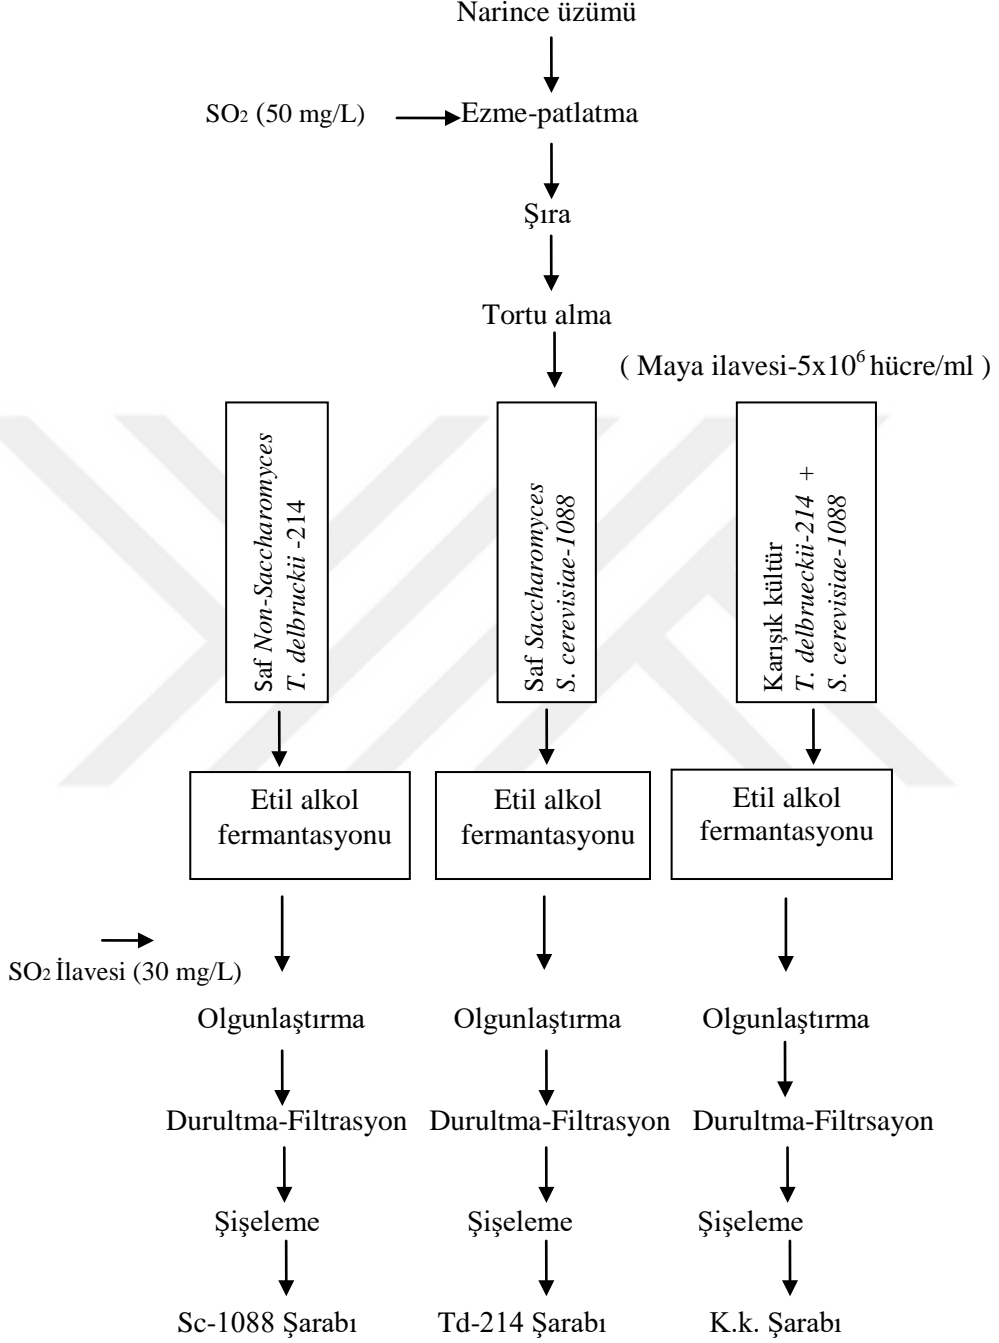 Narince üzümü
SO₂ (50 mg/L)
Ezme-patlatma
Şıra
Tortu alma
( Maya ilavesi-5x10⁶ hücre/ml )
Saf Non-Saccharomyces
T. delbruckii -214
Saf Saccharomyces
S. cerevisiae-1088
Karışık kültür
T. delbrueckii-214 +
S. cerevisiae-1088
Etil alkol
fermantasyonu
Etil alkol
fermantasyonu
Etil alkol
fermantasyonu
SO₂ İlavesi (30 mg/L)
Olgunlaştırma
Olgunlaştırma
Olgunlaştırma
Durultma-Filtrasyon
Durultma-Filtrasyon
Durultma-Filtrsayon
Şişeleme
Şişeleme
Şişeleme
Sc-1088 Şarabı
Td-214 Şarabı
K.k. Şarabı